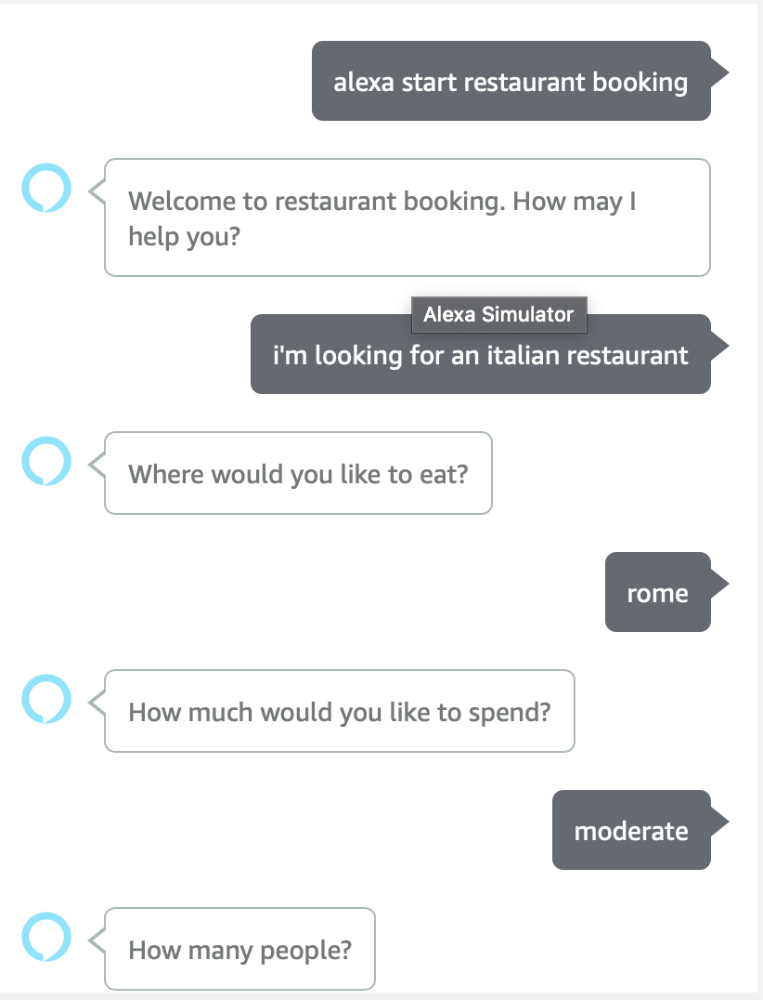 alexa start restaurant booking
Welcome to restaurant booking. How may I
help you?
Alexa Simulator
i'm looking for an italian restaurant
Where would you like to eat?
rome
How much would you like to spend?
moderate
How many people?